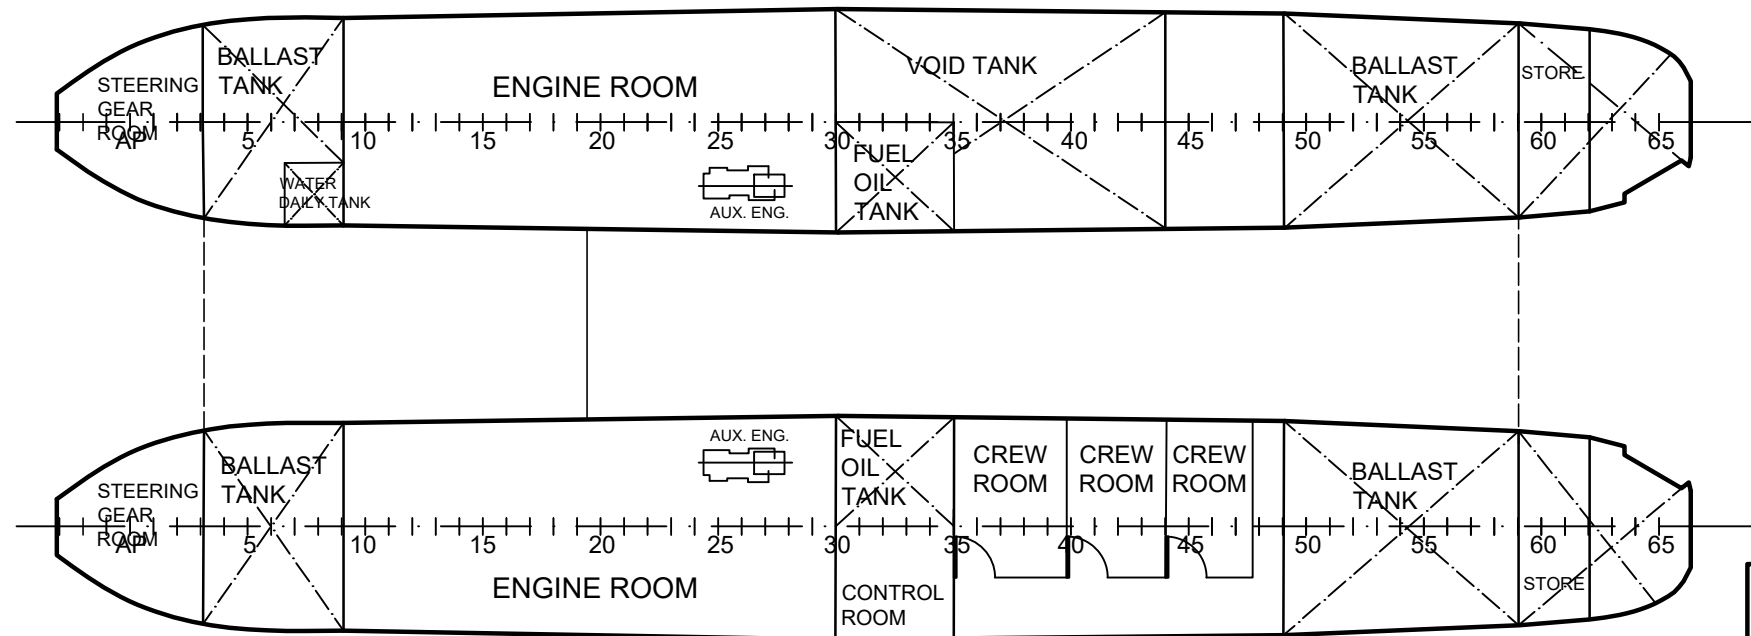 BALLAST
TANK
STEERING
GEAR
ROOM
ENGINE ROOM
VOID TANK
BALLAST
TANK
STORE
AP 5 10 15 20 25 30 35 40 45 50 55 60 65
FUEL
OIL
TANK
WATER
DAILY TANK
AUX. ENG.
AUX. ENG.
FUEL
OIL
TANK
BALLAST
TANK
STEERING
GEAR
ROOM
CREW
ROOM
CREW
ROOM
CREW
ROOM
BALLAST
TANK
AP 5 10 15 20 25 30 35 40 45 50 55 60 65
ENGINE ROOM
CONTROL
ROOM
STORE